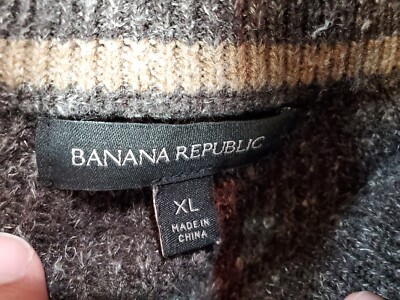 BANANA REPUBLIC
XL
MADE IN
CHINA